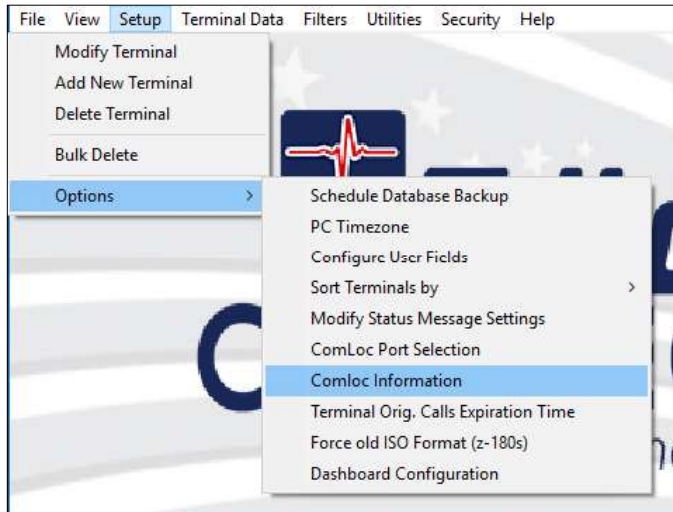 File View Setup Terminal Data Filters Utilities Security Help
Modify Terminal
Add New Terminal
Delete Terminal
Bulk Delete
Options >
Schedule Database Backup
PC Timezone
Configure User Fields
Sort Terminals by >
Modify Status Message Settings
ComLoc Port Selection
Comloc Information
Terminal Orig. Calls Expiration Time
Force old ISO Format (z-180s)
Dashboard Configuration